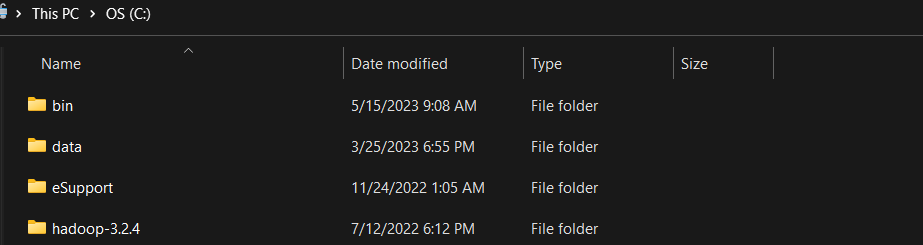 This PC > OS (C:)
Name Date modified Type Size
bin 5/15/2023 9:08 AM File folder
data 3/25/2023 6:55 PM File folder
eSupport 11/24/2022 1:05 AM File folder
hadoop-3.2.4 7/12/2022 6:12 PM File folder